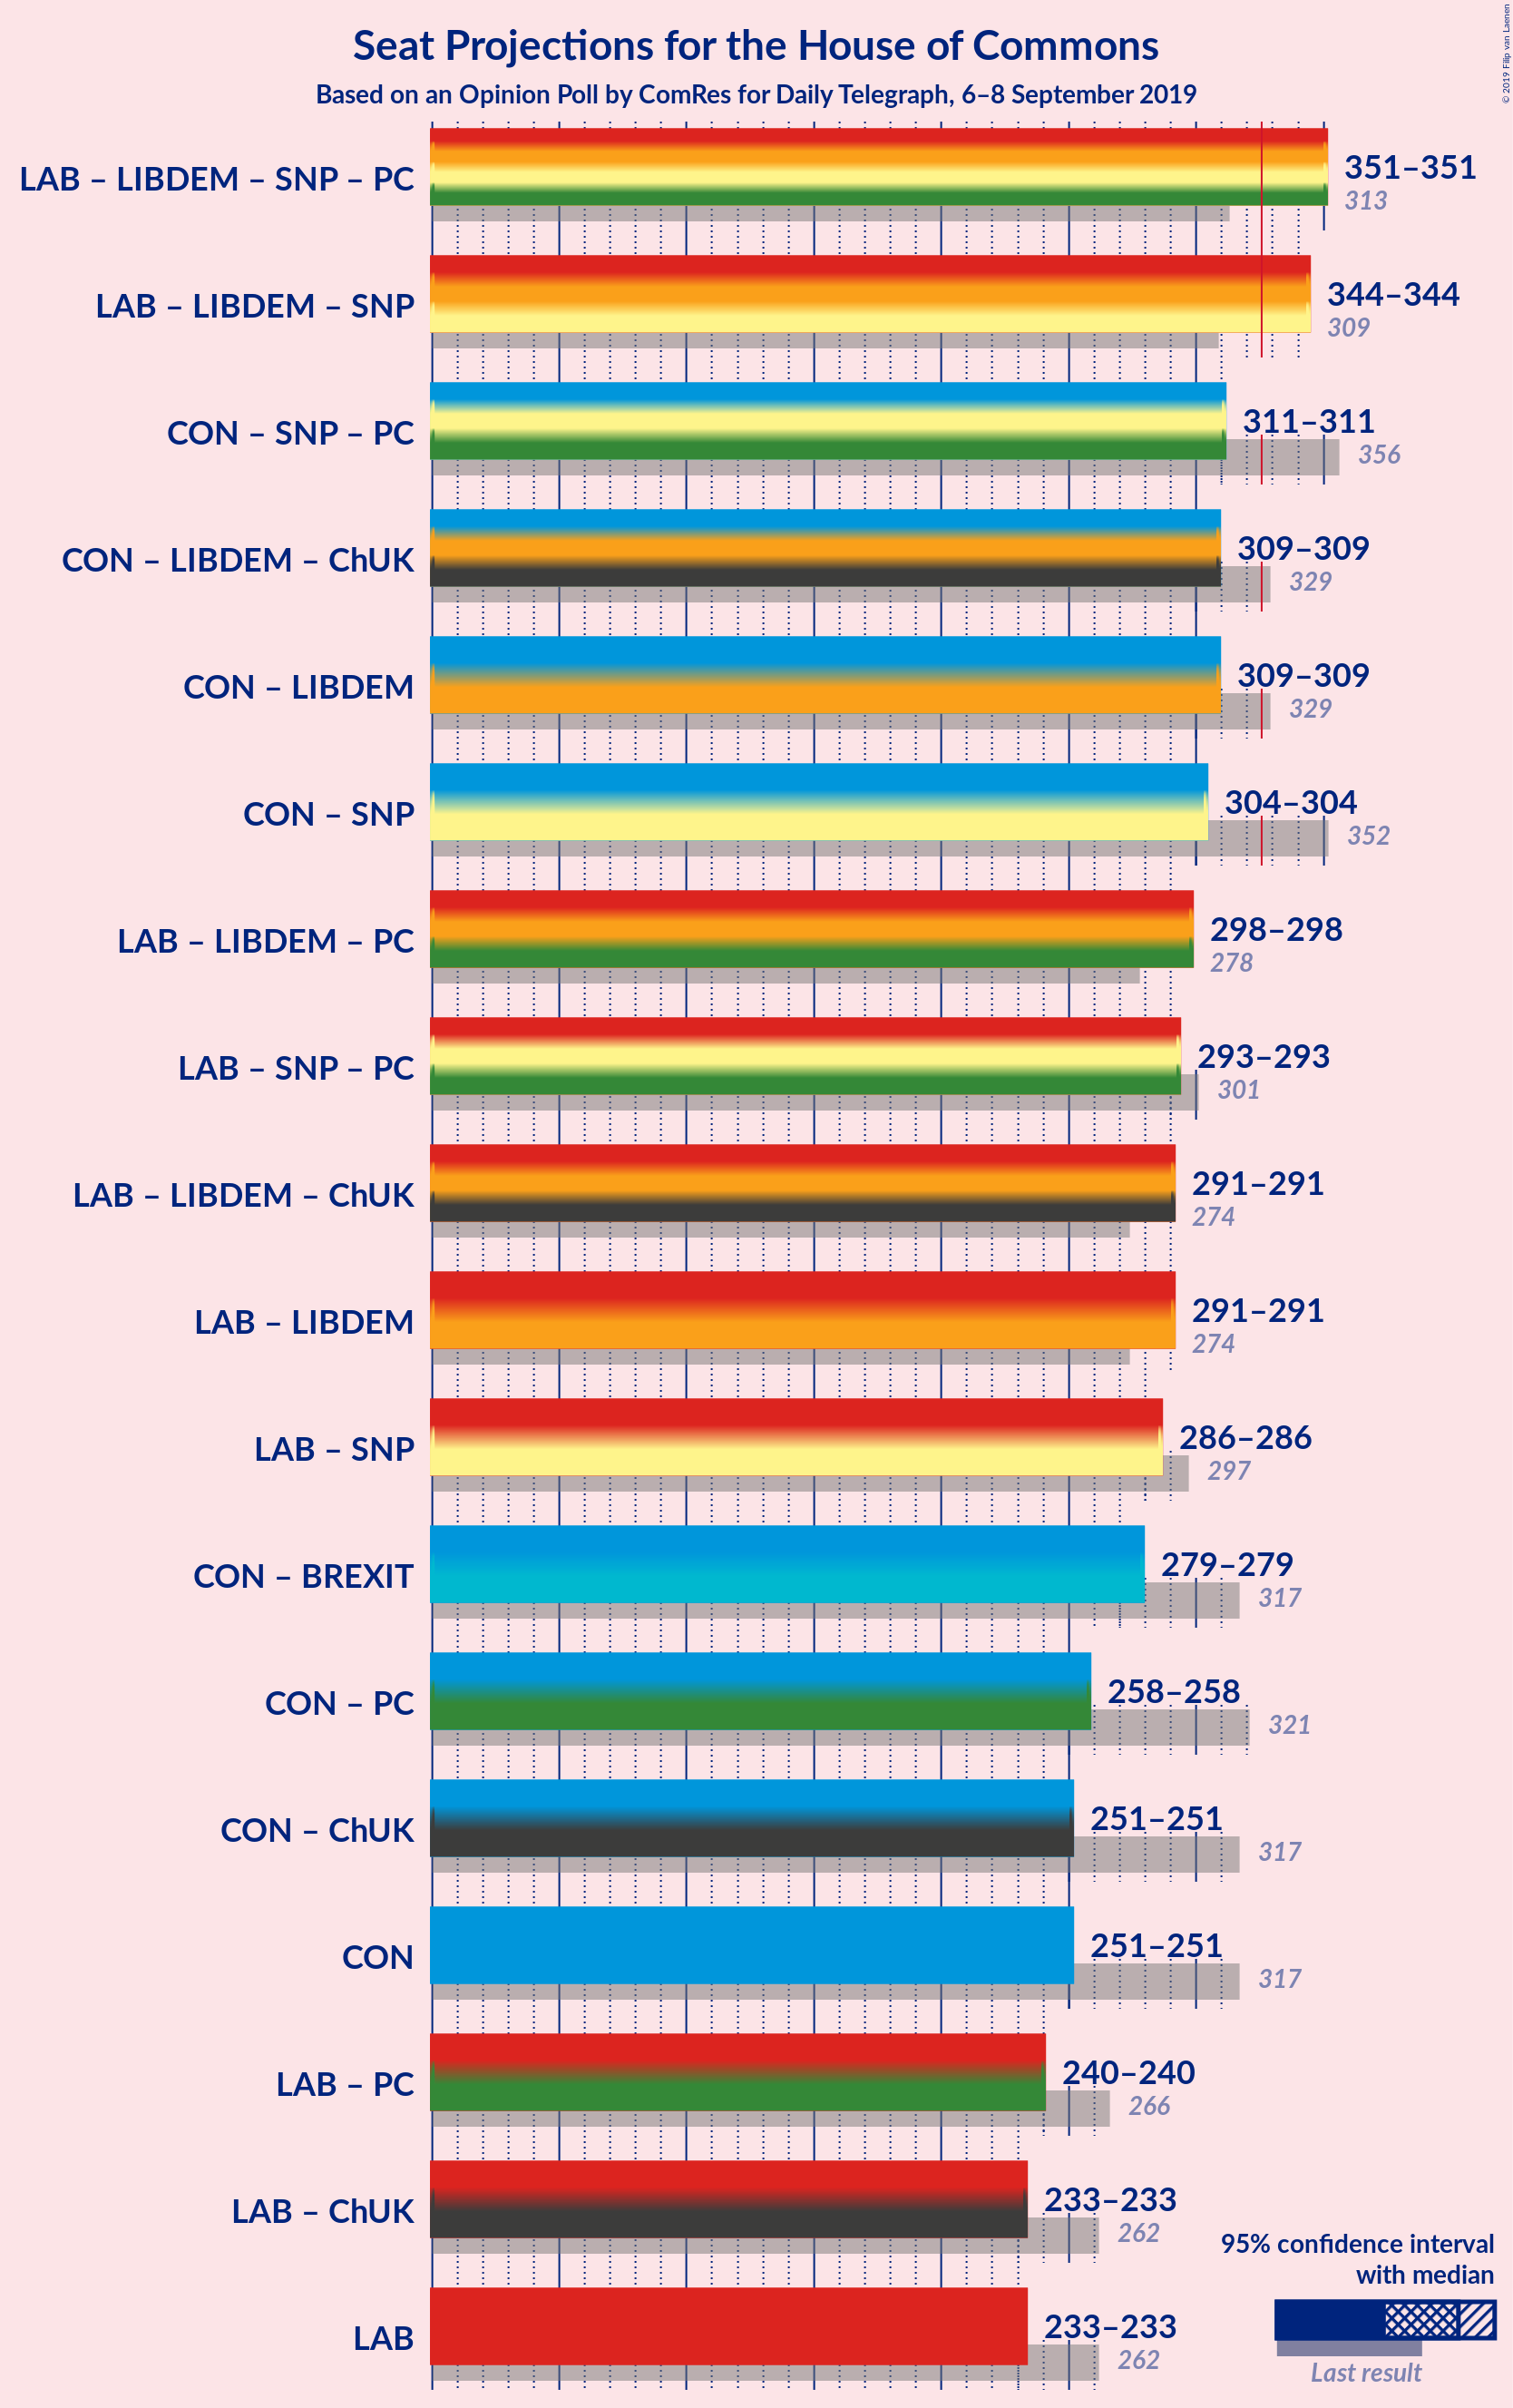 Seat Projections for the House of Commons
Based on an Opinion Poll by ComRes for Daily Telegraph, 6–8 September 2019
© 2019 Filip van Laenen
LAB – LIBDEM – SNP – PC
351–351
313
LAB – LIBDEM – SNP
344–344
309
CON – SNP – PC
311–311
356
CON – LIBDEM – ChUK
309–309
329
CON – LIBDEM
309–309
329
CON – SNP
304–304
352
LAB – LIBDEM – PC
298–298
278
LAB – SNP – PC
293–293
301
LAB – LIBDEM – ChUK
291–291
274
LAB – LIBDEM
291–291
274
LAB – SNP
286–286
297
CON – BREXIT
279–279
317
CON – PC
258–258
321
CON – ChUK
251–251
317
CON
251–251
317
LAB – PC
240–240
266
LAB – ChUK
233–233
262
LAB
233–233
262
95% confidence interval
with median
Last result